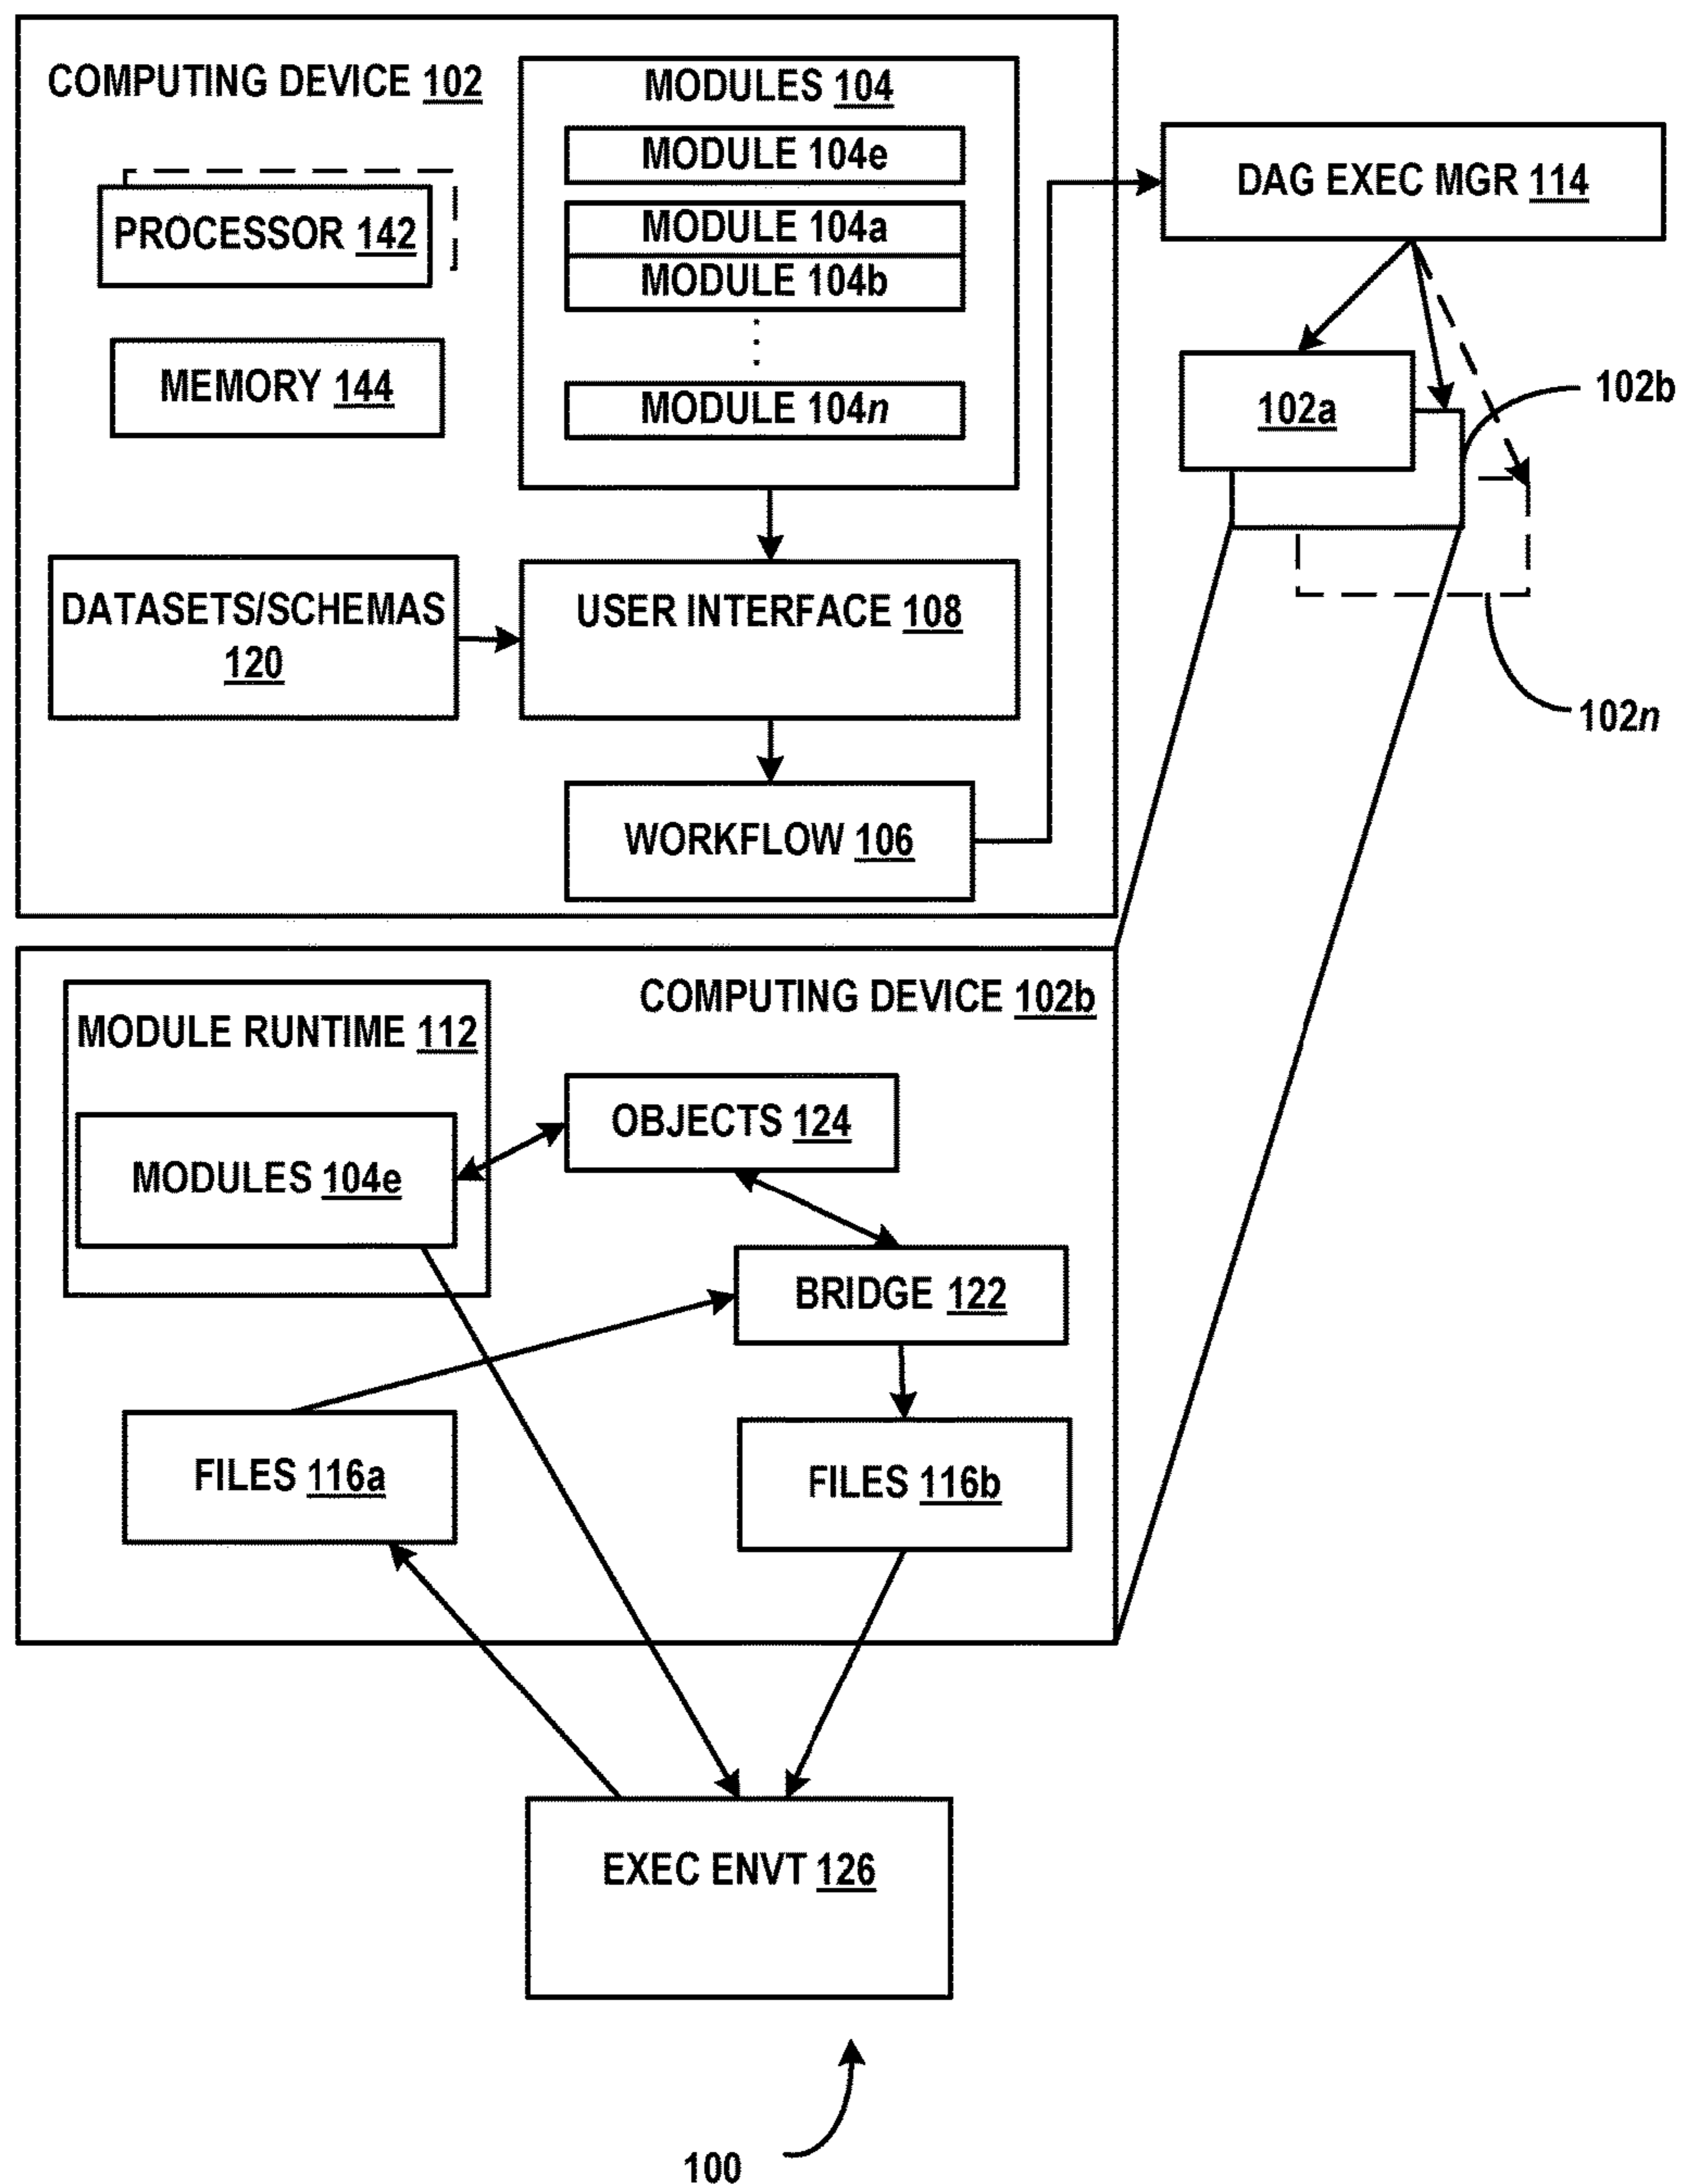 COMPUTING DEVICE 102
PROCESSOR 142
MEMORY 144
MODULES 104
MODULE 104e
MODULE 104a
MODULE 104b
MODULE 104n
DATASETS/SCHEMAS
120
USER INTERFACE 108
WORKFLOW 106
DAG EXEC MGR 114
102a
102b
102n
COMPUTING DEVICE 102b
MODULE RUNTIME 112
MODULES 104e
OBJECTS 124
BRIDGE 122
FILES 116a
FILES 116b
EXEC ENVT 126
100